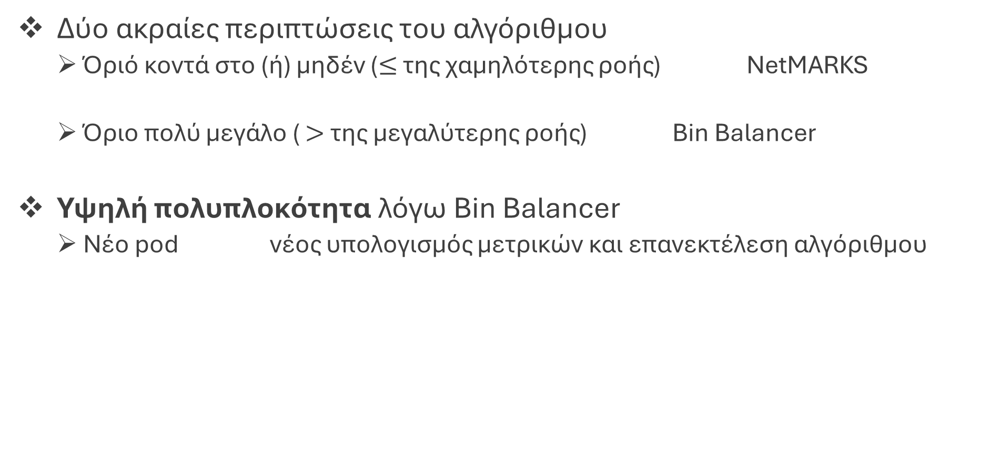 ❖ Δύο ακραίες περιπτώσεις του αλγόριθμου
➢ Όριό κοντά στο (ή) μηδέν (≤ της χαμηλότερης ροής) NetMARKS
➢ Όριο πολύ μεγάλο ( > της μεγαλύτερης ροής) Bin Balancer
❖ Υψηλή πολυπλοκότητα λόγω Bin Balancer
➢ Νέο pod νέος υπολογισμός μετρικών και επανεκτέλεση αλγόριθμου